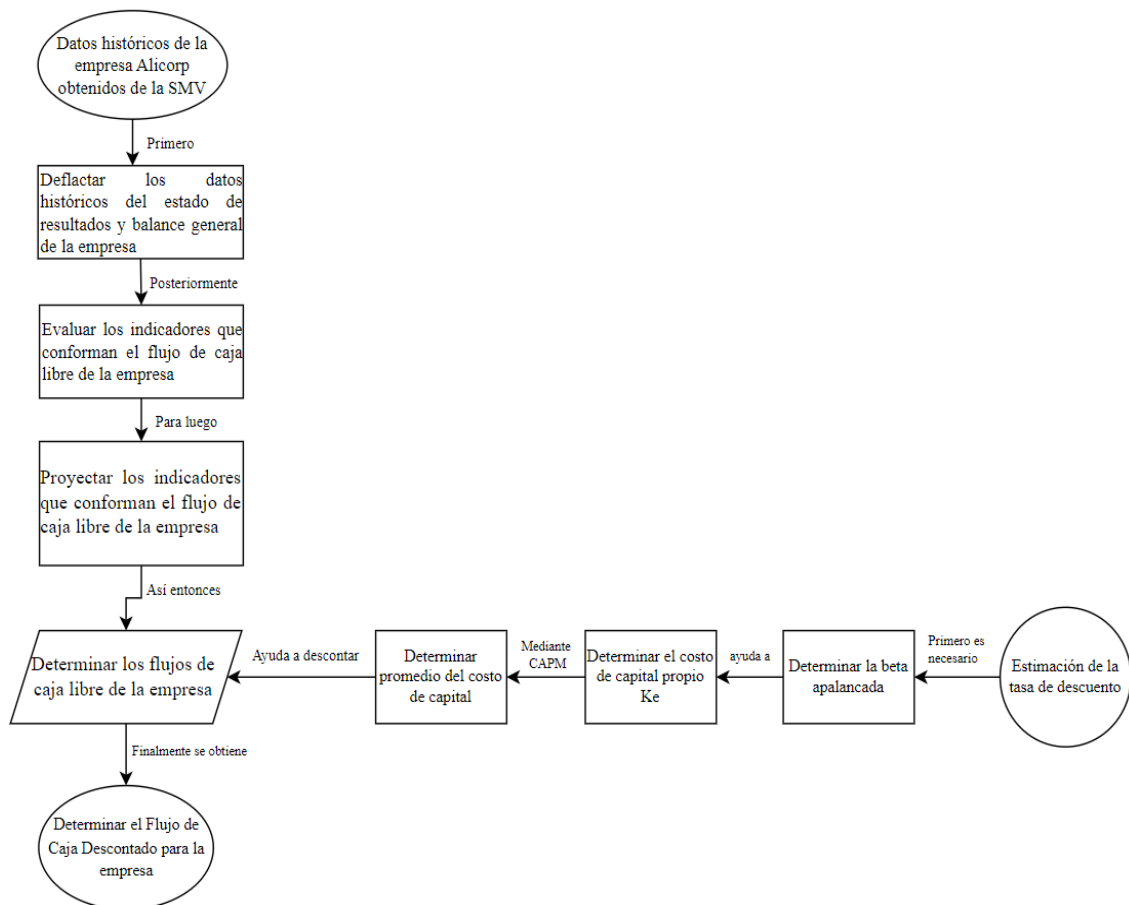 Datos históricos de la
empresa Alicorp
obtenidos de la SMV
Primero
Deflactar los datos
históricos del estado de
resultados y balance general
de la empresa
Posteriormente
Evaluar los indicadores que
conforman el flujo de caja
libre de la empresa
Para luego
Proyectar los indicadores
que conforman el flujo de
caja libre de la empresa
Así entonces
Determinar los flujos de
caja libre de la empresa
Ayuda a descontar
Determinar
promedio del costo
de capital
Mediante
CAPM
Determinar el costo
de capital propio
Ke
ayuda a
Determinar la beta
apalancada
Primero es
necesario
Estimación de la
tasa de descuento
Finalmente se obtiene
Determinar el Flujo de
Caja Descontado para la
empresa